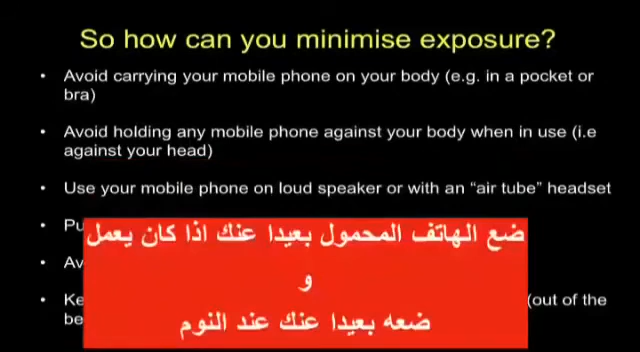 So how can you minimise exposure?
• Avoid carrying your mobile phone on your body (e.g. in a pocket or
bra)
• Avoid holding any mobile phone against your body when in use (i.e
against your head)
• Use your mobile phone on loud speaker or with an “air tube” headset
• Pu
• Av
• Ke (out of the
be
ضع الهاتف المحمول بعيدا عنك اذا كان يعمل
و
ضعه بعيدا عنك عند النوم